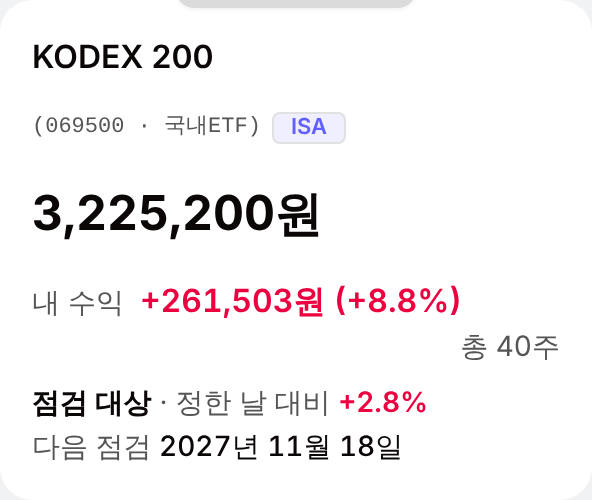 KODEX 200
(069500 · 국내ETF) ISA
3,225,200원
내 수익 +261,503원 (+8.8%)
총 40주
점검 대상 · 정한 날 대비 +2.8%
다음 점검 2027년 11월 18일